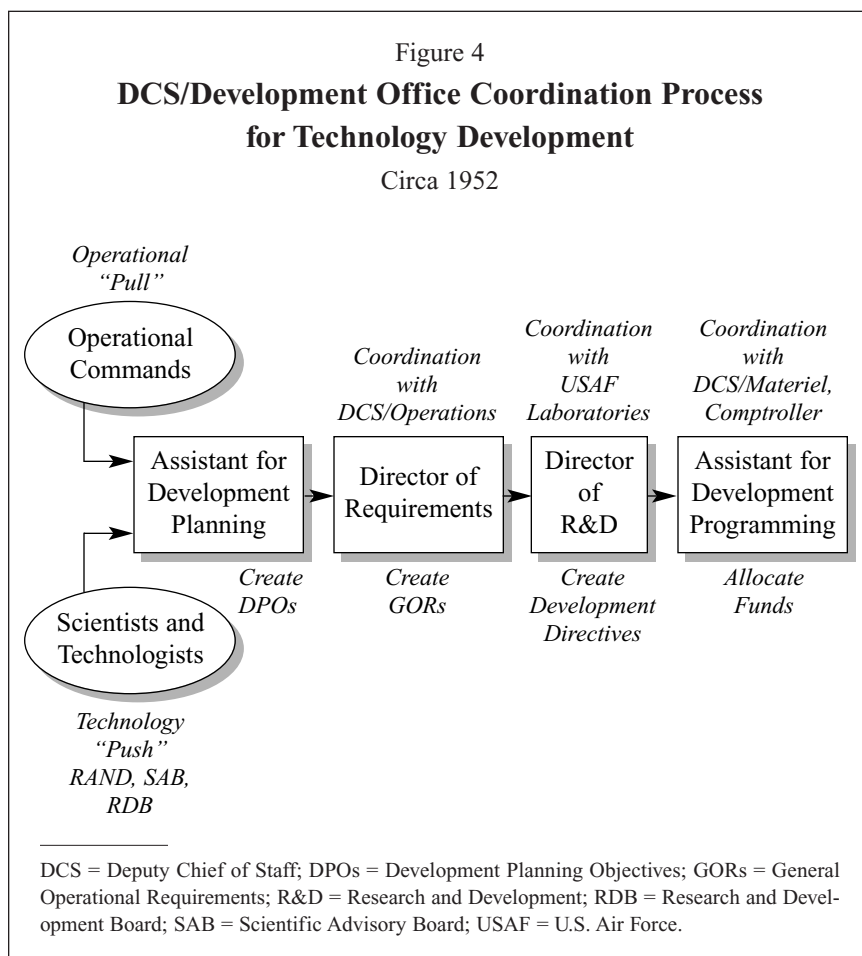 Figure 4
DCS/Development Office Coordination Process
for Technology Development
Circa 1952
Operational
“Pull”
Operational
Commands
Coordination
with
DCS/Operations
Coordination
with
USAF
Laboratories
Coordination
with
DCS/Materiel,
Comptroller
Assistant for
Development
Planning
Director of
Requirements
Director
of
R&D
Assistant for
Development
Programming
Create
DPOs
Create
GORs
Create
Development
Directives
Allocate
Funds
Scientists and
Technologists
Technology
“Push”
RAND, SAB,
RDB
DCS = Deputy Chief of Staff; DPOs = Development Planning Objectives; GORs = General
Operational Requirements; R&D = Research and Development; RDB = Research and Devel-
opment Board; SAB = Scientific Advisory Board; USAF = U.S. Air Force.